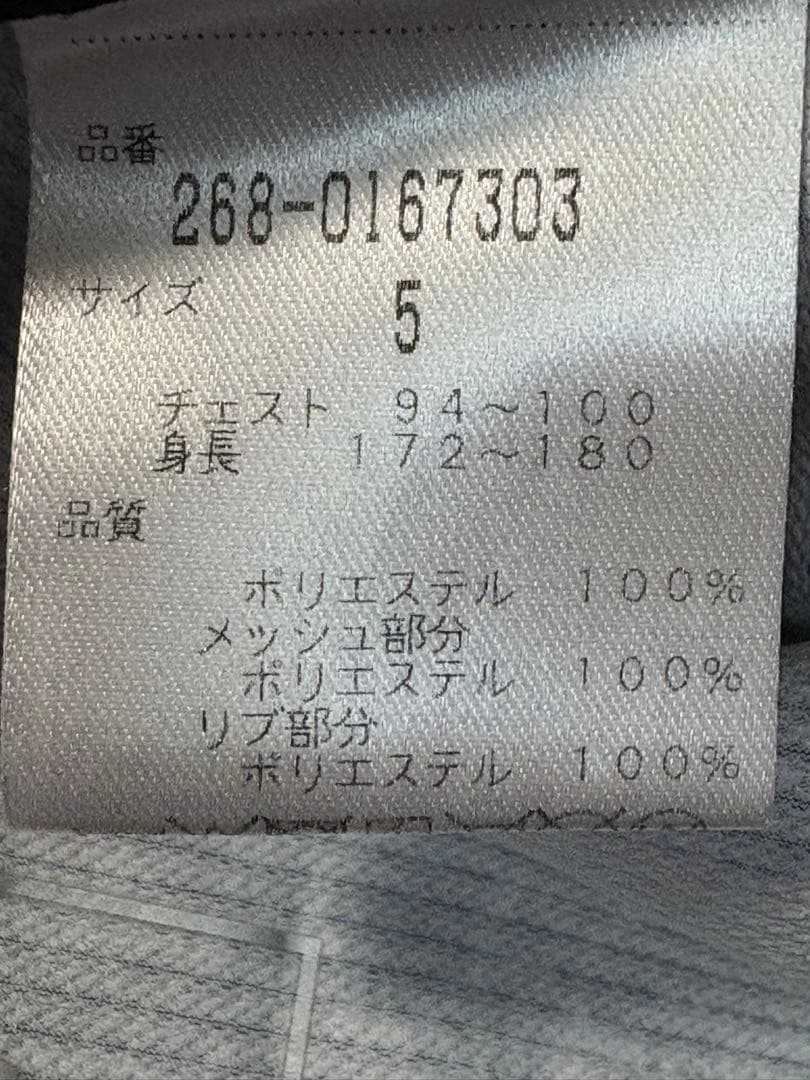 品番
268-0167303
サイズ 5
チェスト 94～100
身長 172～180
品質
ポリエステル 100%
メッシュ部分
ポリエステル 100%
リブ部分
ポリエステル 100%